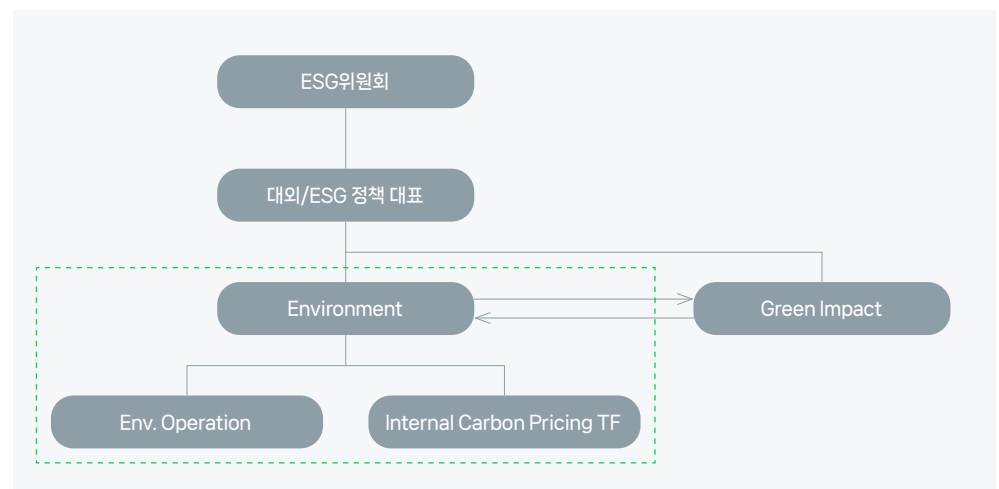 ESG위원회
대외/ESG 정책 대표
Environment
Green Impact
Env. Operation
Internal Carbon Pricing TF